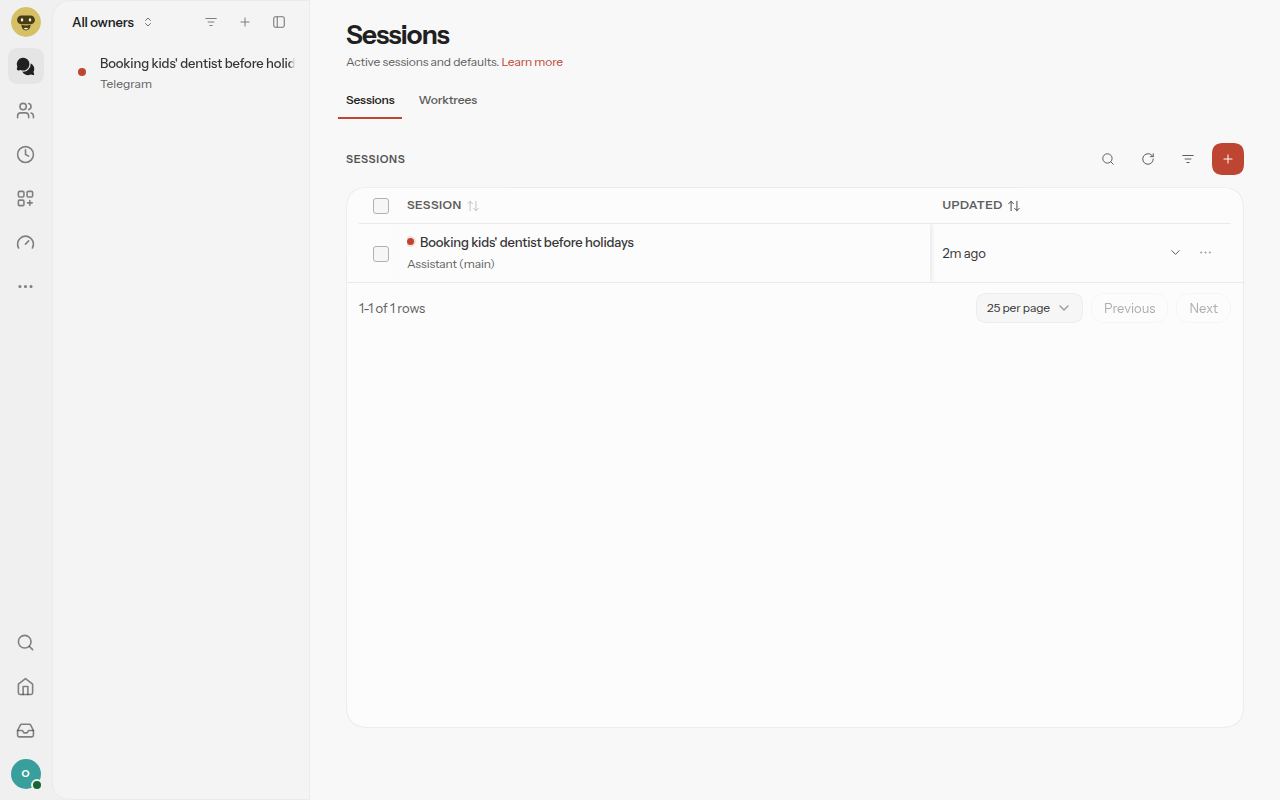 All owners
Booking kids' dentist before holid
Telegram
Sessions
Active sessions and defaults. Learn more
Sessions Worktrees
SESSIONS
SESSION UPDATED
Booking kids' dentist before holidays
Assistant (main)
2m ago
1-1 of 1 rows
25 per page Previous Next
O